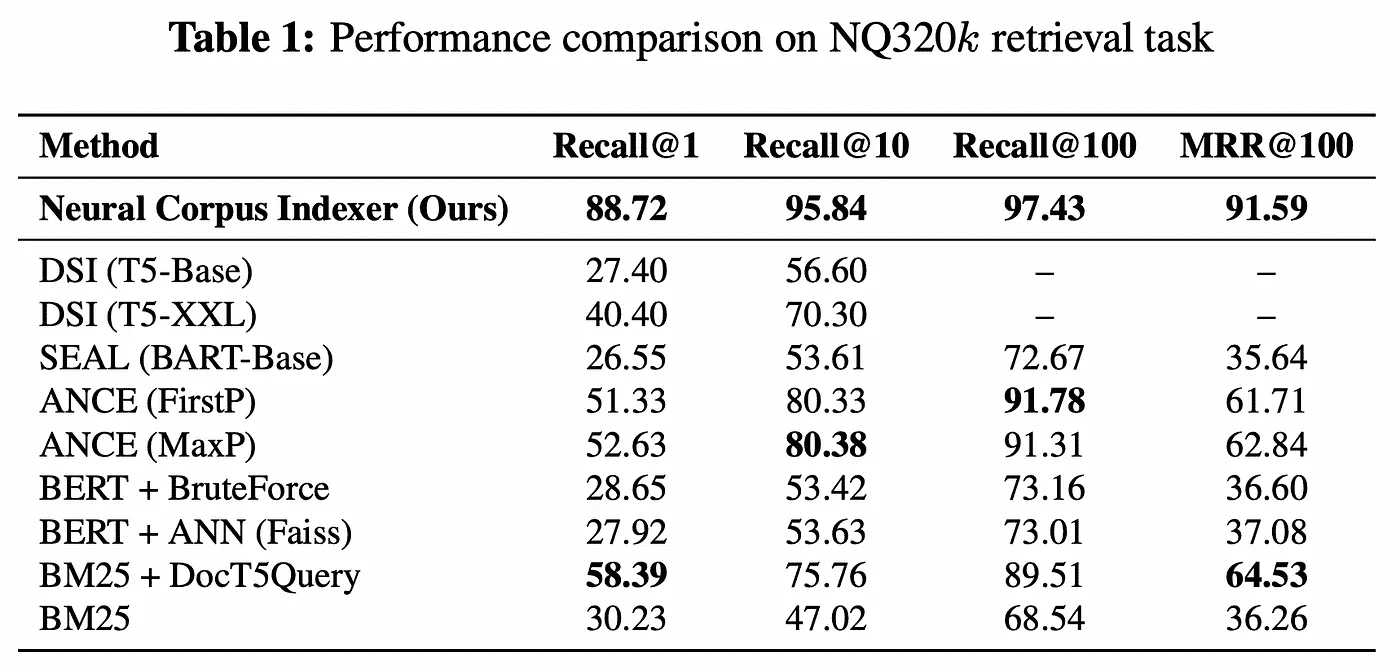 Table 1: Performance comparison on NQ320k retrieval task
Method Recall@1 Recall@10 Recall@100 MRR@100
Neural Corpus Indexer (Ours) 88.72 95.84 97.43 91.59
DSI (T5-Base) 27.40 56.60 – –
DSI (T5-XXL) 40.40 70.30 – –
SEAL (BART-Base) 26.55 53.61 72.67 35.64
ANCE (FirstP) 51.33 80.33 91.78 61.71
ANCE (MaxP) 52.63 80.38 91.31 62.84
BERT + BruteForce 28.65 53.42 73.16 36.60
BERT + ANN (Faiss) 27.92 53.63 73.01 37.08
BM25 + DocT5Query 58.39 75.76 89.51 64.53
BM25 30.23 47.02 68.54 36.26